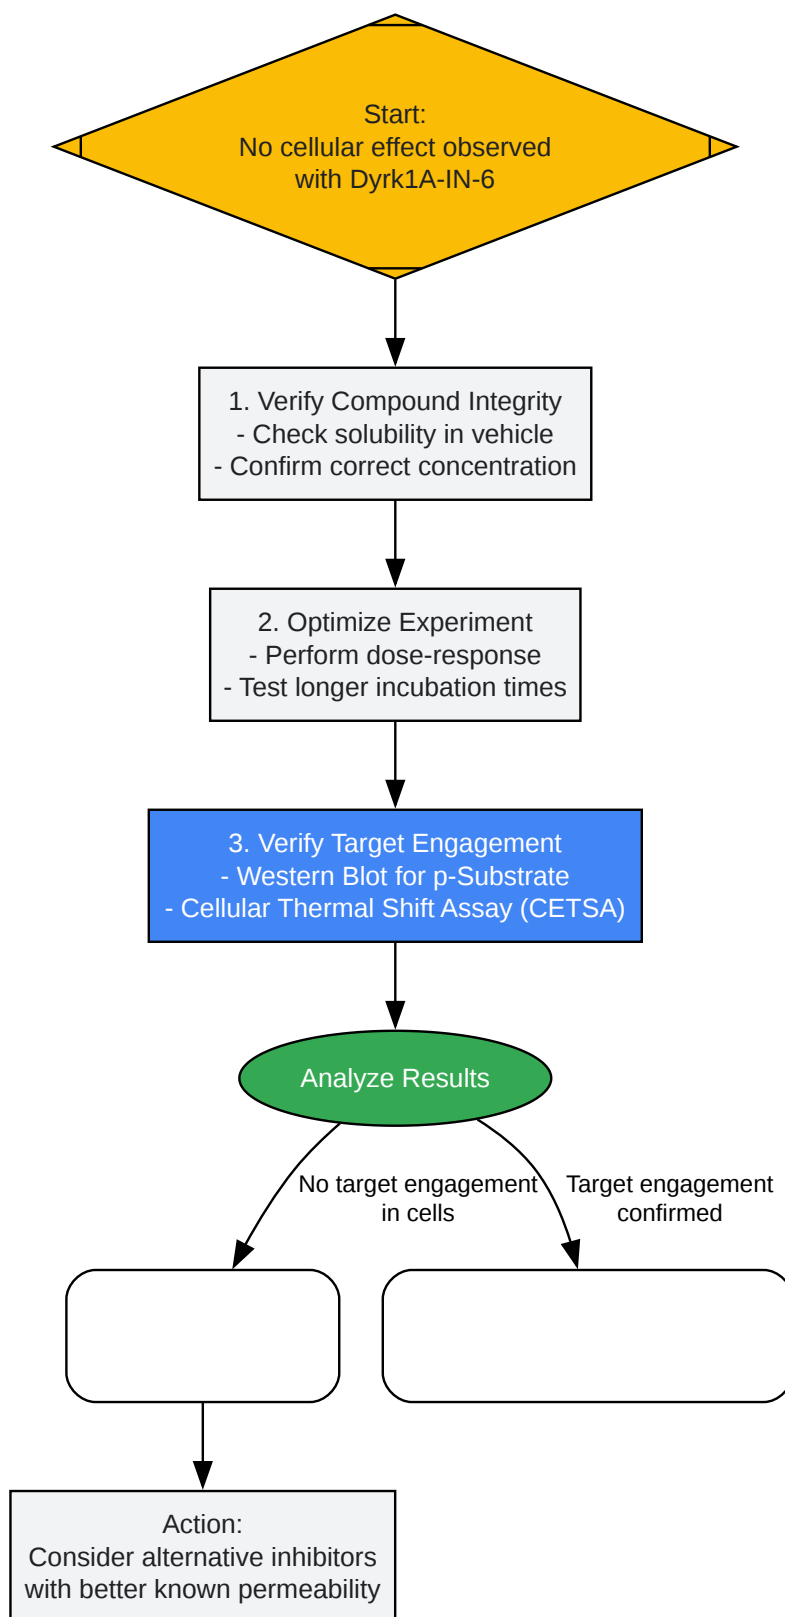 Start:
No cellular effect observed
with Dyrk1A-IN-6
1. Verify Compound Integrity
- Check solubility in vehicle
- Confirm correct concentration
2. Optimize Experiment
- Perform dose-response
- Test longer incubation times
3. Verify Target Engagement
- Western Blot for p-Substrate
- Cellular Thermal Shift Assay (CETSA)
Analyze Results
No target engagement
in cells
Target engagement
confirmed
Action:
Consider alternative inhibitors
with better known permeability